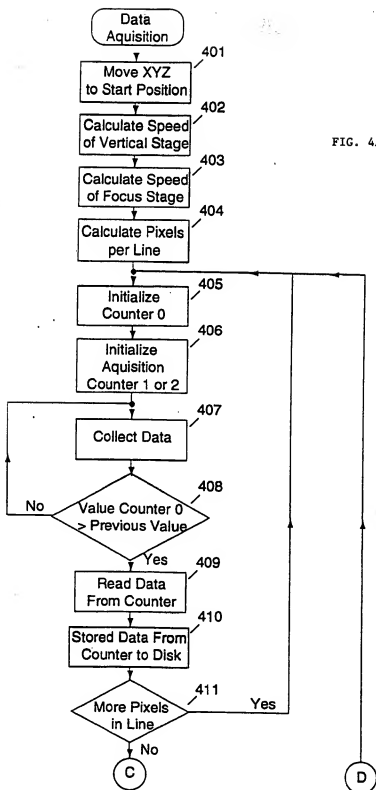 Data
Aquisition
401
Move XYZ
to Start Position
402
Calculate Speed
of Vertical Stage
FIG. 4.
403
Calculate Speed
of Focus Stage
404
Calculate Pixels
per Line
405
Initialize
Counter 0
406
Initialize
Aquisition
Counter 1 or 2
407
Collect Data
408
No
Value Counter 0
> Previous Value
Yes
409
Read Data
From Counter
410
Stored Data From
Counter to Disk
411
More Pixels
in Line
Yes
No
C
D